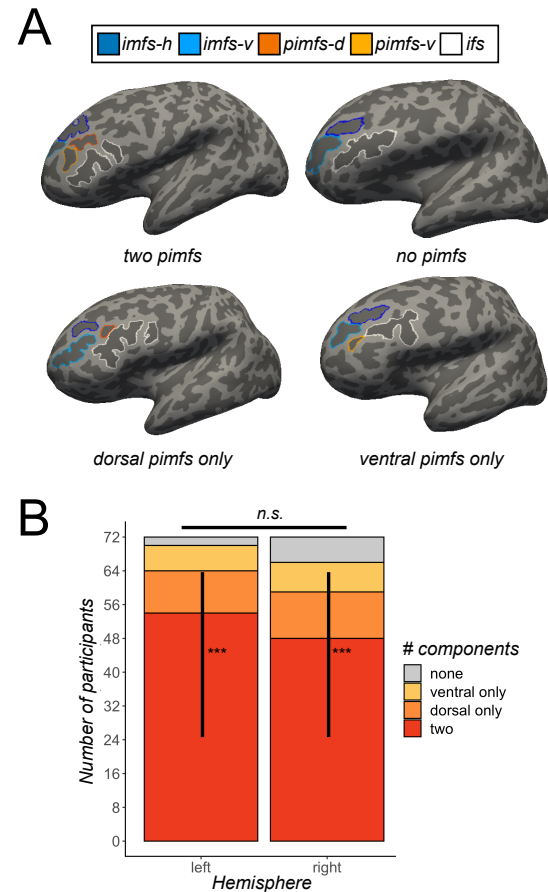 A
imfs-h imfs-v pimfs-d pimfs-v ifs
two pimfs
no pimfs
dorsal pimfs only
ventral pimfs only
B
n.s.
72
64
56
48
40
32
24
16
8
0
Number of participants
***
***
# components
none
ventral only
dorsal only
two
left
right
Hemisphere